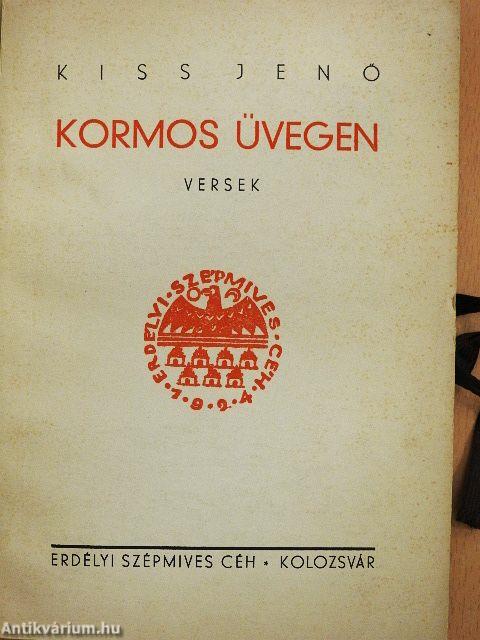 KISS JENŐ
KORMOS ÜVEGEN
VERSEK
ERDÉLYI·SZÉPMIVES·CÉH·1·9·2·4·
ERDÉLYI SZÉPMIVES CÉH * KOLOZSVÁR
Antikvárium.hu